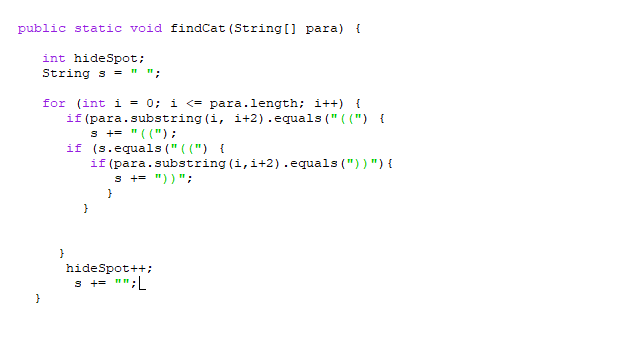 public static void findCat(String[] para) {
int hideSpot;
String s = " ";
for (int i = 0; i <= para.length; i++) {
if(para.substring(i, i+2).equals("((") {
s += "((");
if (s.equals("((") {
if(para.substring(i,i+2).equals("))"){
s += "))";
}
}
}
hideSpot++;
s += "";
}